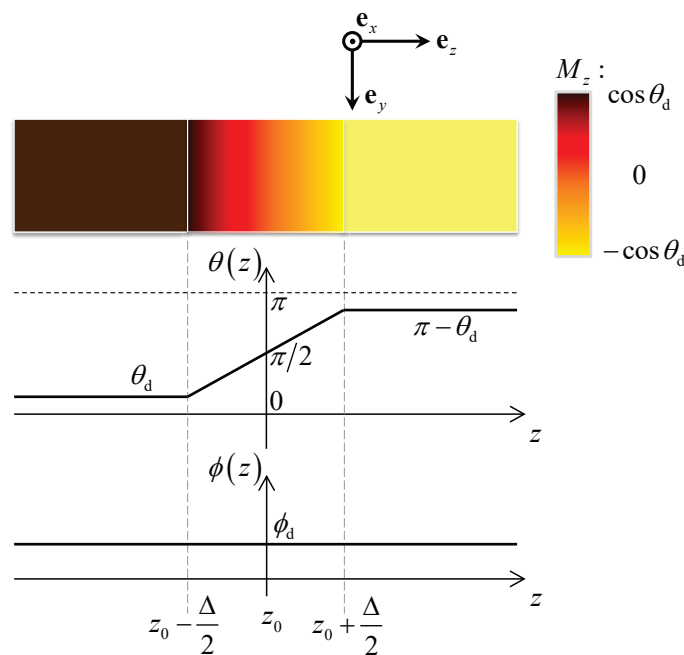 e_x
e_z
e_y
M_z :
cos θ_d
0
−cos θ_d
θ(z)
π
π − θ_d
π/2
θ_d
0
z
ϕ(z)
ϕ_d
z
z_0 − Δ/2
z_0
z_0 + Δ/2